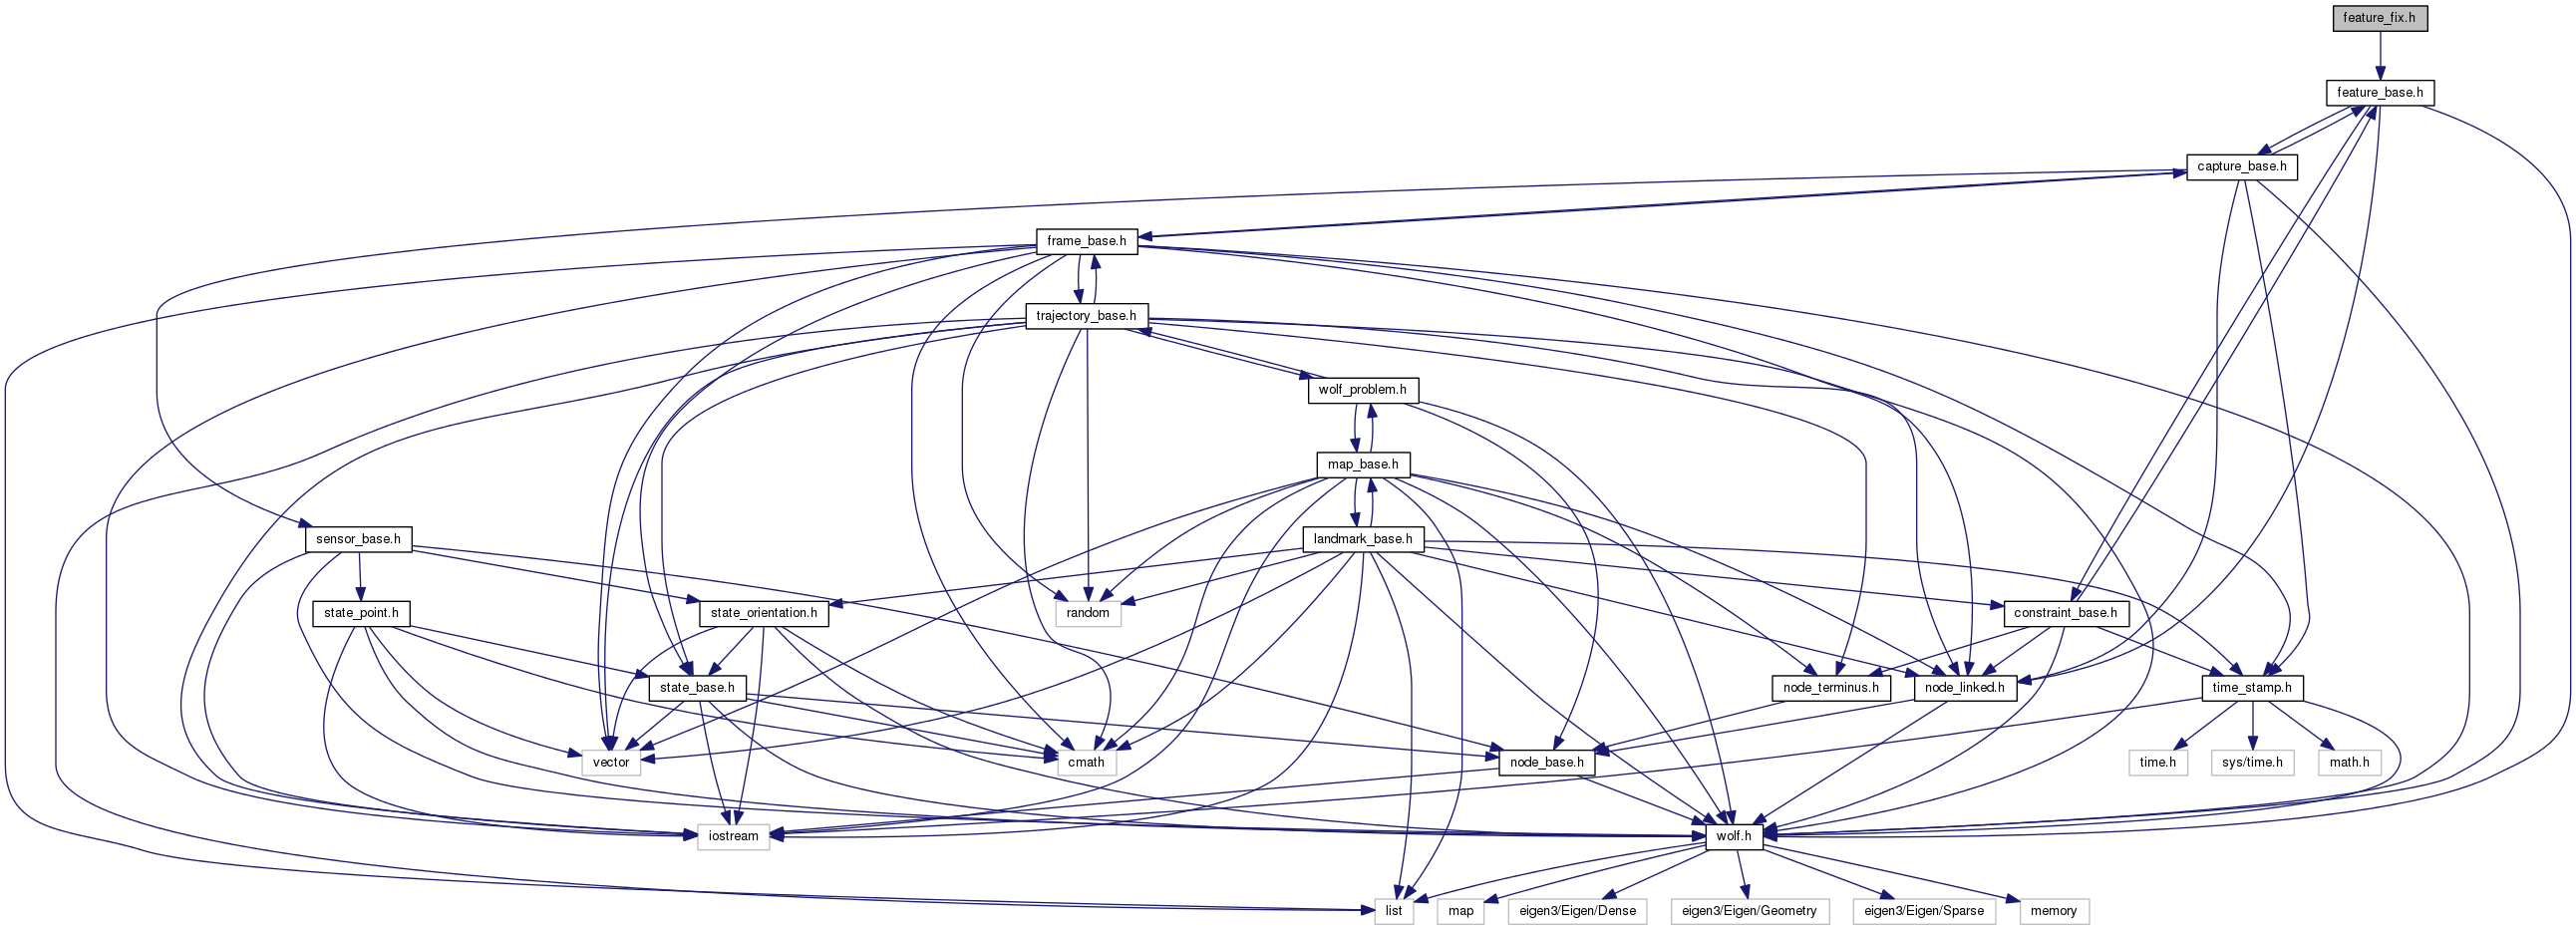 feature_fix.h
feature_base.h
capture_base.h
frame_base.h
trajectory_base.h
wolf_problem.h
map_base.h
sensor_base.h
landmark_base.h
state_point.h
state_orientation.h
random
constraint_base.h
state_base.h
node_terminus.h
node_linked.h
time_stamp.h
vector
cmath
node_base.h
time.h
sys/time.h
math.h
iostream
wolf.h
list
map
eigen3/Eigen/Dense
eigen3/Eigen/Geometry
eigen3/Eigen/Sparse
memory